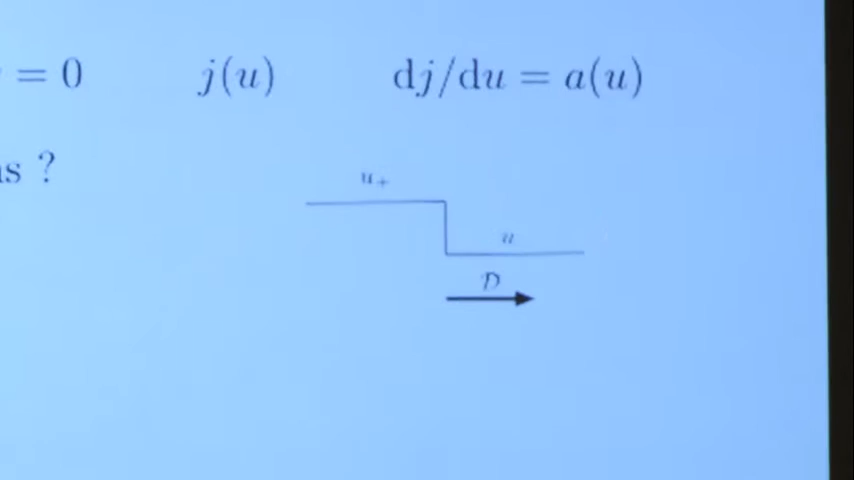 = 0 j(u) dj/du = a(u)
s ?
u₊
u
D